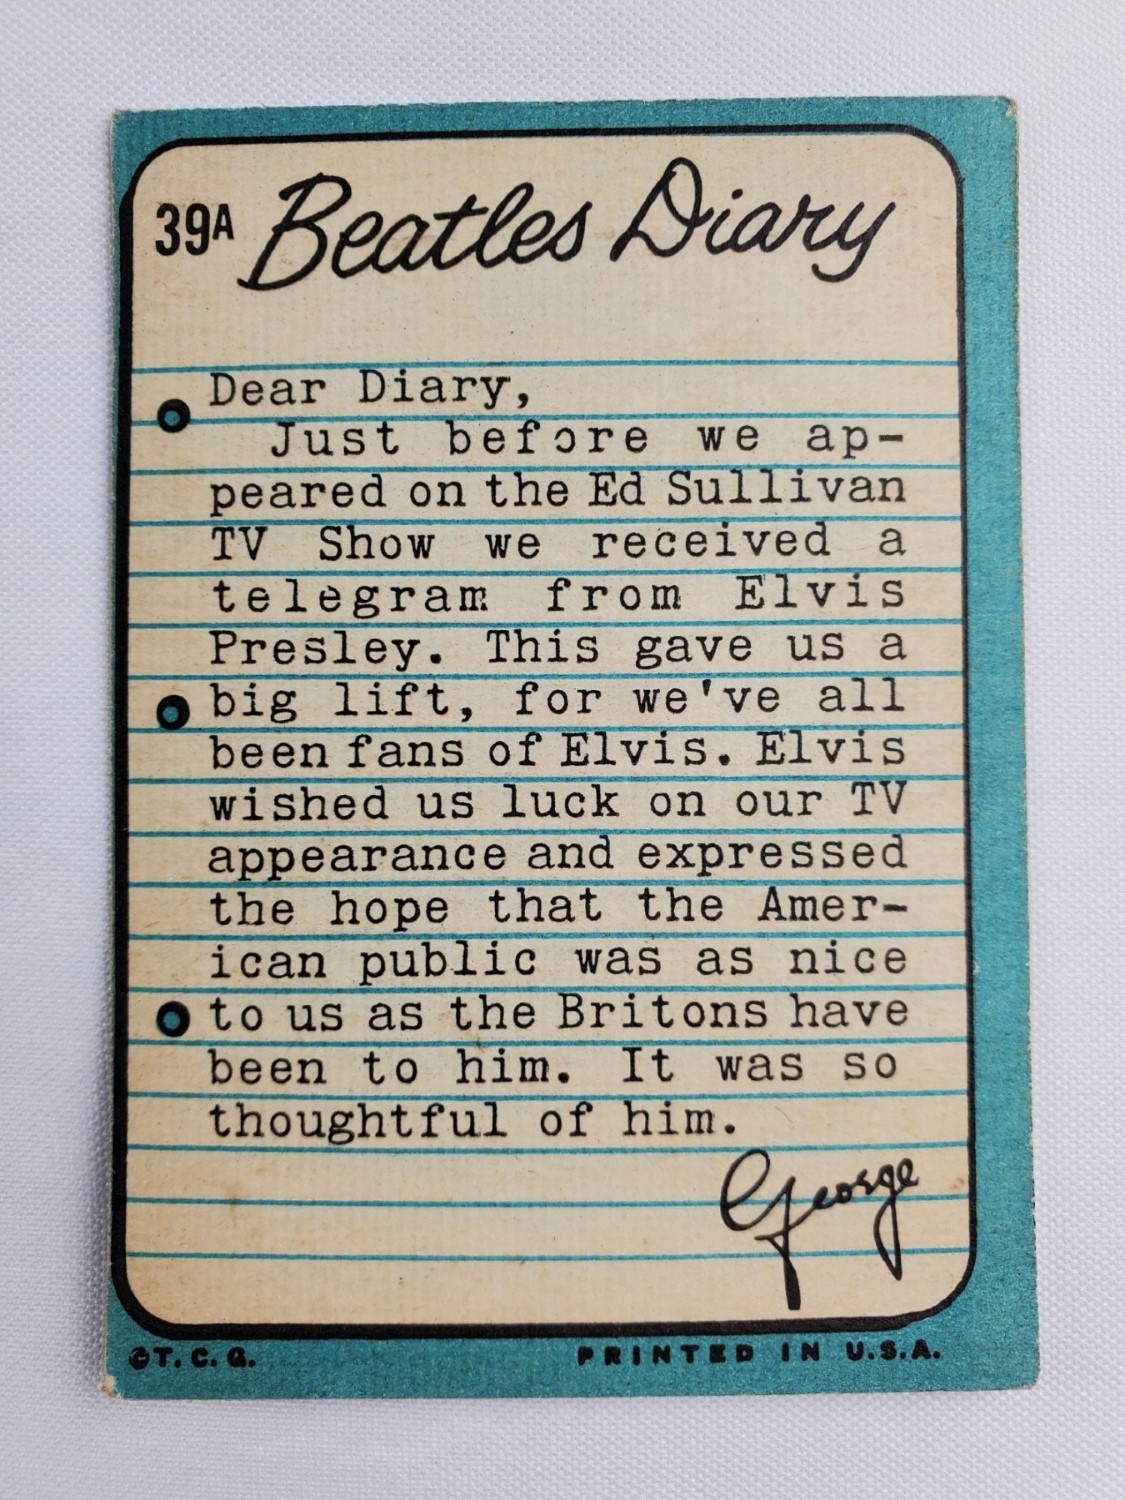 39A Beatles Diary
Dear Diary,
Just before we ap-
peared on the Ed Sullivan
TV Show we received a
telegram from Elvis
Presley. This gave us a
big lift, for we've all
been fans of Elvis. Elvis
wished us luck on our TV
appearance and expressed
the hope that the Amer-
ican public was as nice
to us as the Britons have
been to him. It was so
thoughtful of him.
George
©T. C. G. PRINTED IN U.S.A.